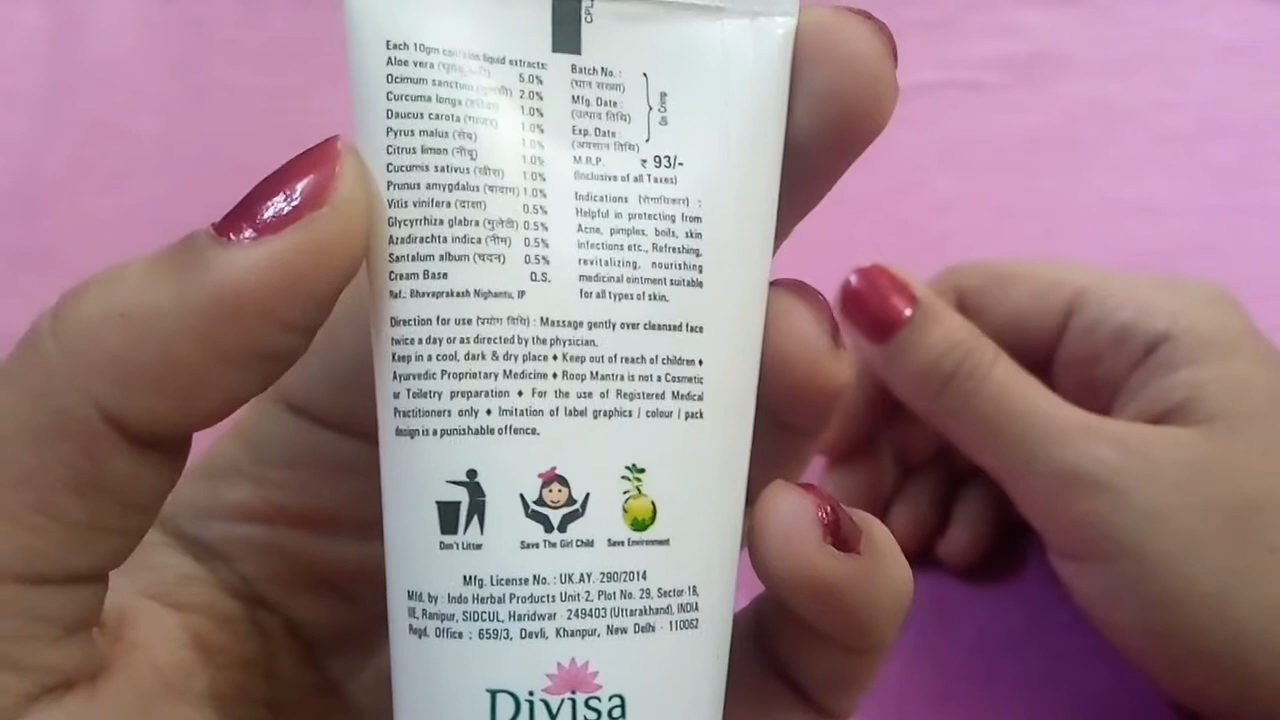 CPL
Each 10gm contains liquid extracts:
Aloe vera 5.0%
Ocimum sanctum 2.0%
Curcuma longa 1.0%
Daucus carota (गाजर) 1.0%
Pyrus malus (सेब) 1.0%
Citrus limon (नींबू) 1.0%
Cucumis sativus (खीरा) 1.0%
Prunus amygdalus (बादाम) 1.0%
Vitis vinifera (द्राक्षा) 0.5%
Glycyrrhiza glabra (मुलेठी) 0.5%
Azadirachta indica (नीम) 0.5%
Santalum album (चंदन) 0.5%
Cream Base Q.S.
Ref.: Bhavaprakash Nighantu, IP
Batch No. :
(घान संख्या)
Mfg. Date :
(उत्पाद तिथि)
Exp. Date :
(अवसान तिथि)
On Crimp
M.R.P. ₹ 93/-
(Inclusive of all Taxes)
Indications (रोगाधिकार) :
Helpful in protecting from
Acne, pimples, boils, skin
infections etc., Refreshing,
revitalizing, nourishing
medicinal ointment suitable
for all types of skin.
Direction for use (प्रयोग विधि) : Massage gently over cleansed face
twice a day or as directed by the physician.
Keep in a cool, dark & dry place ♦ Keep out of reach of children ♦
Ayurvedic Proprietary Medicine ♦ Roop Mantra is not a Cosmetic
or Toiletry preparation ♦ For the use of Registered Medical
Practitioners only ♦ Imitation of label graphics / colour / pack
design is a punishable offence.
Don't Litter
Save The Girl Child
Save Environment
Mfg. License No. : UK.AY. 290/2014
Mfd. by : Indo Herbal Products Unit-2, Plot No. 29, Sector-1B,
IIE, Ranipur, SIDCUL, Haridwar - 249403 (Uttarakhand), INDIA
Regd. Office : 659/3, Devli, Khanpur, New Delhi - 110062
Divisa